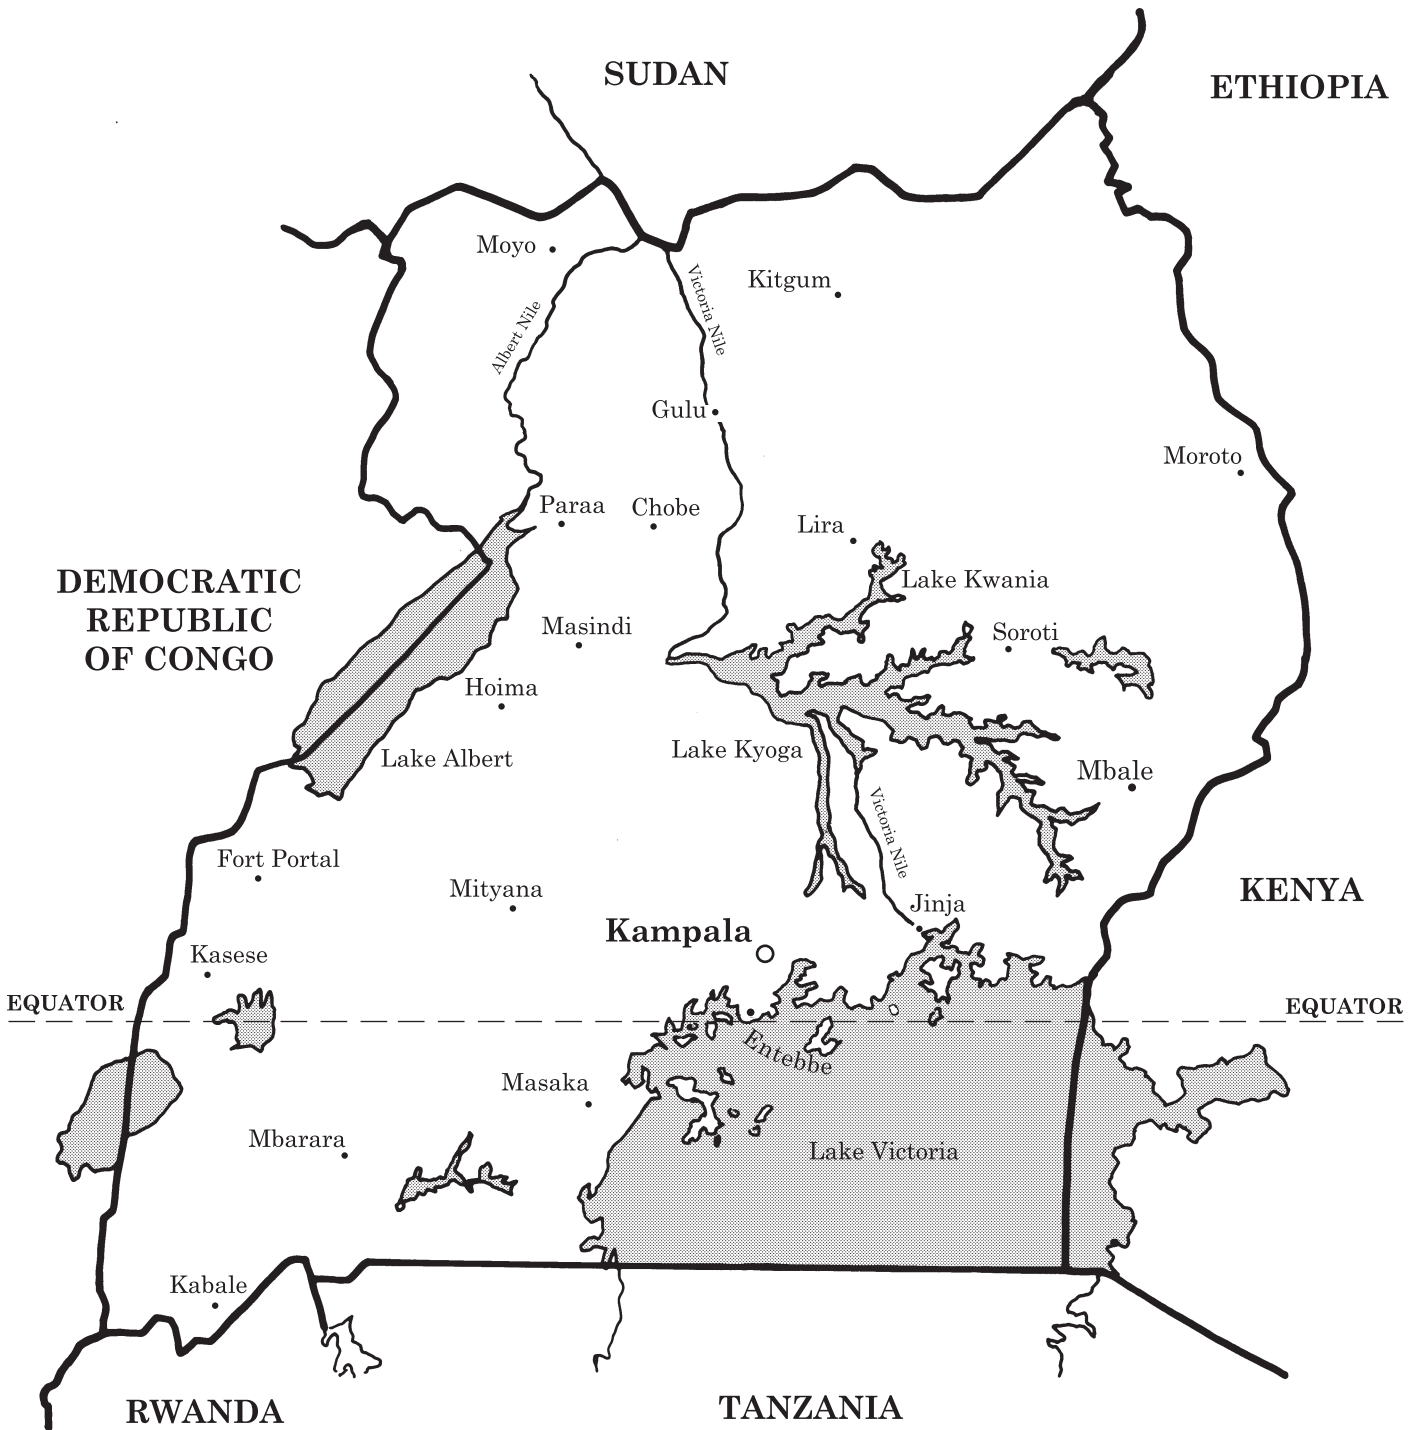 SUDAN
ETHIOPIA
Moyo
Kitgum
Victoria Nile
Albert Nile
Gulu
Moroto
Paraa
Chobe
Lira
DEMOCRATIC
REPUBLIC
OF CONGO
Lake Kwania
Masindi
Soroti
Hoima
Lake Albert
Lake Kyoga
Mbale
Victoria Nile
Fort Portal
Mityana
KENYA
Jinja
Kampala
Kasese
EQUATOR
EQUATOR
Entebbe
Masaka
Mbarara
Lake Victoria
Kabale
RWANDA
TANZANIA